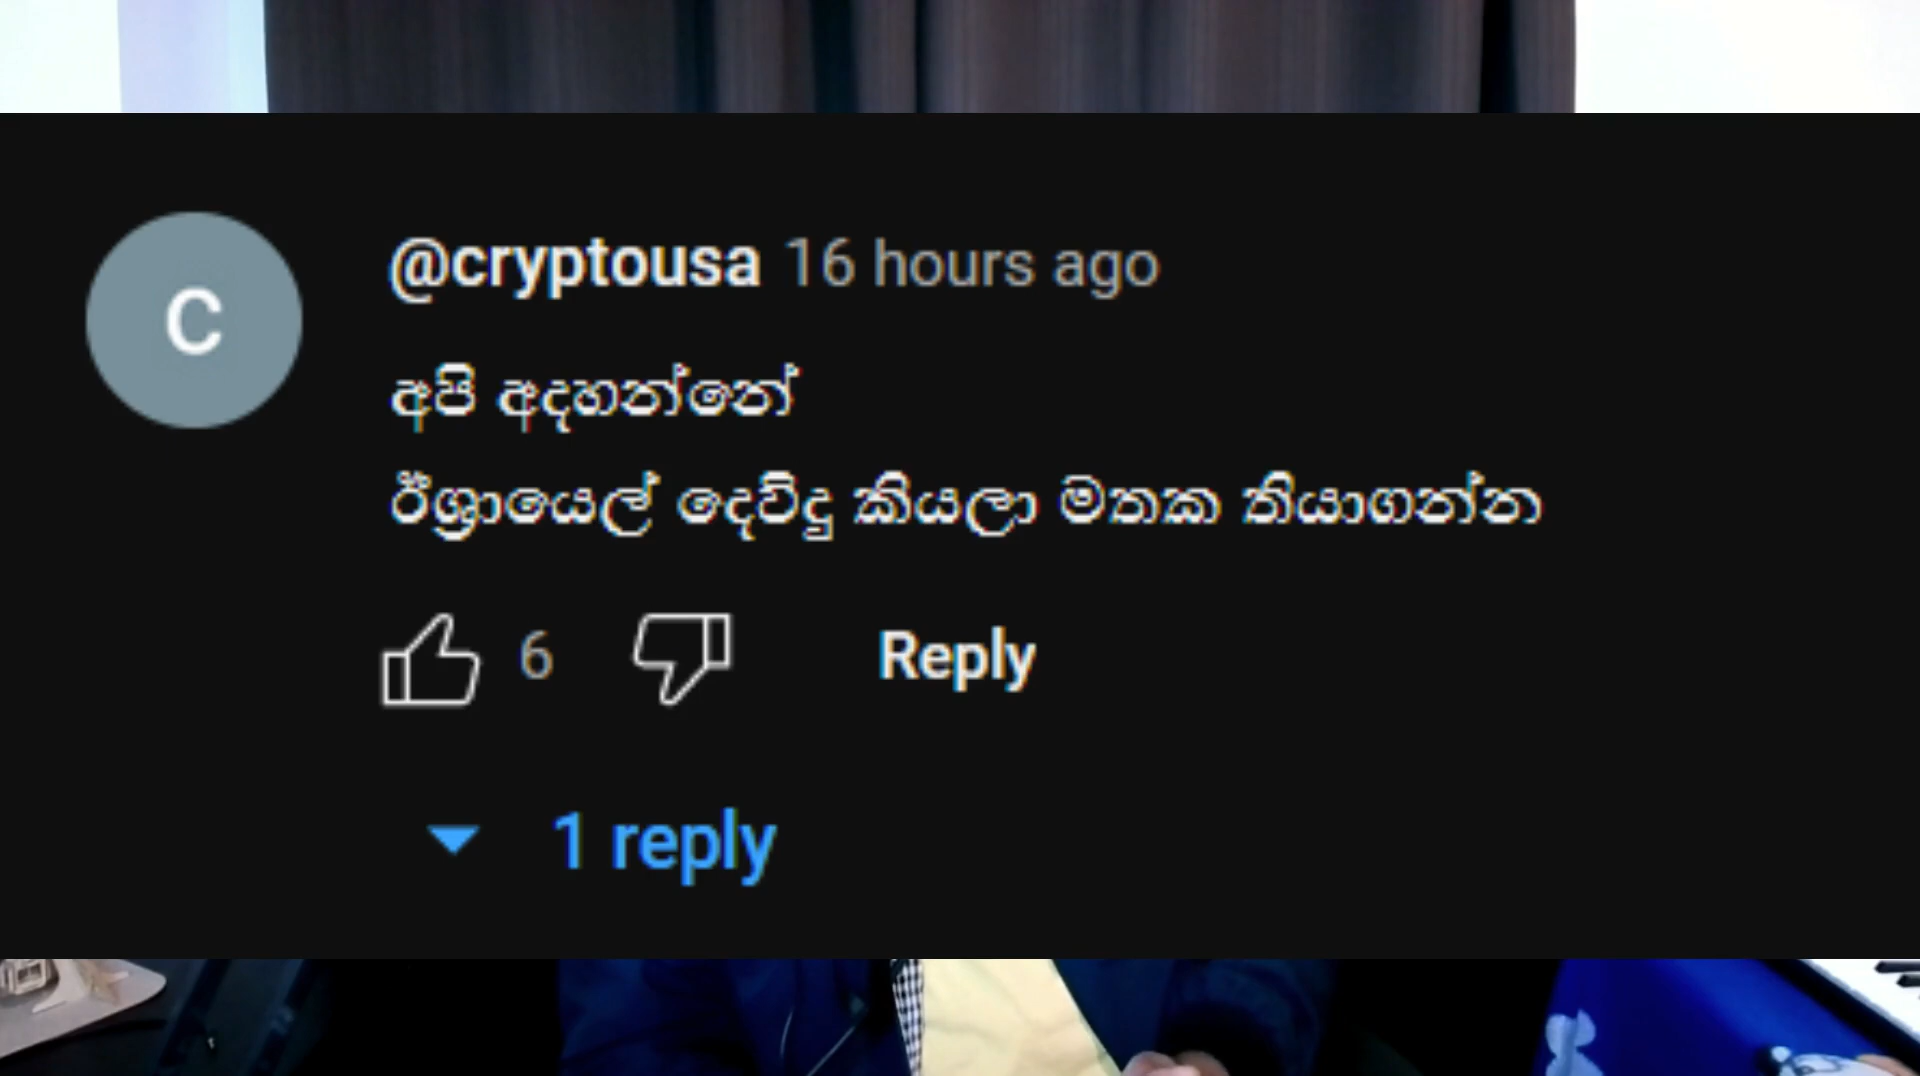 C
@cryptousa 16 hours ago
අපි අදහන්නේ
ඊශ්‍රායෙල් දෙවිඳු කියලා මතක තියාගන්න
6 Reply
1 reply